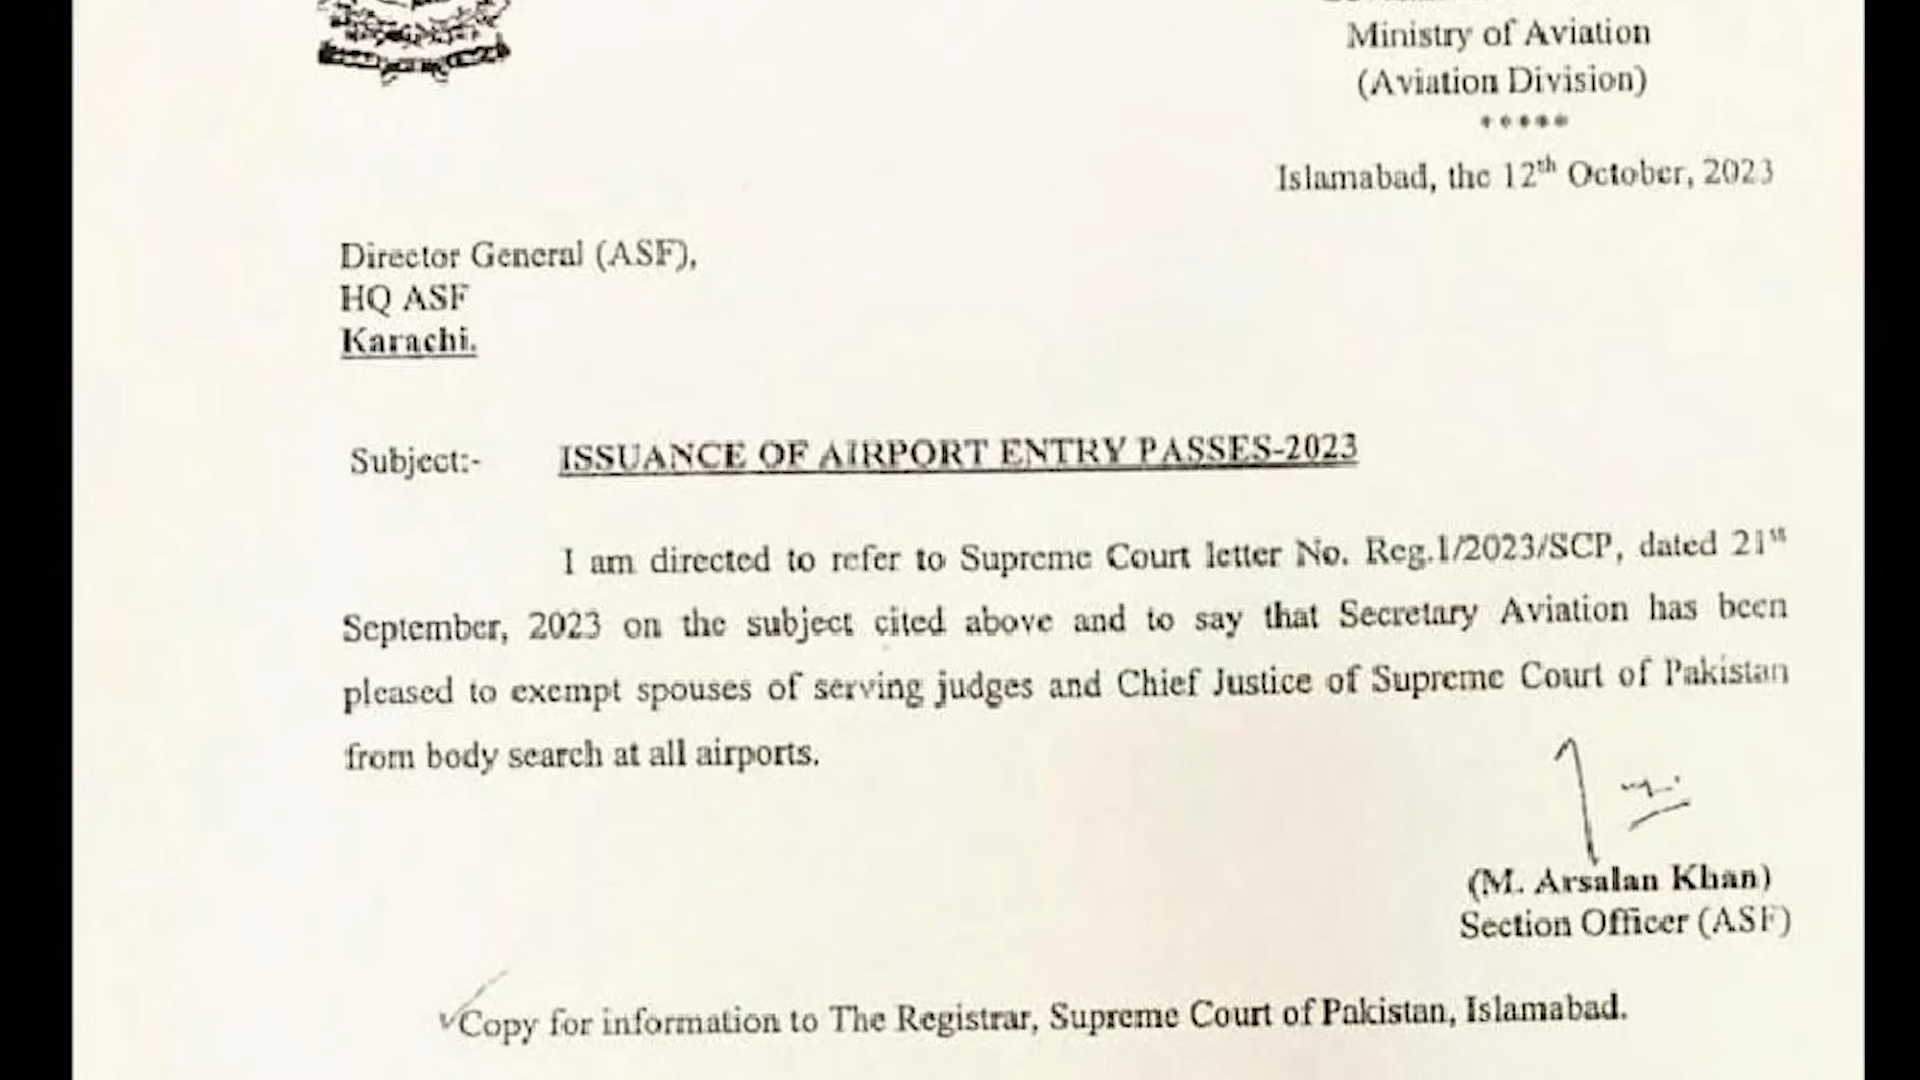 Ministry of Aviation
(Aviation Division)
*****
Islamabad, the 12th October, 2023
Director General (ASF),
HQ ASF
Karachi.
Subject:- ISSUANCE OF AIRPORT ENTRY PASSES-2023
I am directed to refer to Supreme Court letter No. Reg.1/2023/SCP, dated 21st
September, 2023 on the subject cited above and to say that Secretary Aviation has been
pleased to exempt spouses of serving judges and Chief Justice of Supreme Court of Pakistan
from body search at all airports.
(M. Arsalan Khan)
Section Officer (ASF)
Copy for information to The Registrar, Supreme Court of Pakistan, Islamabad.